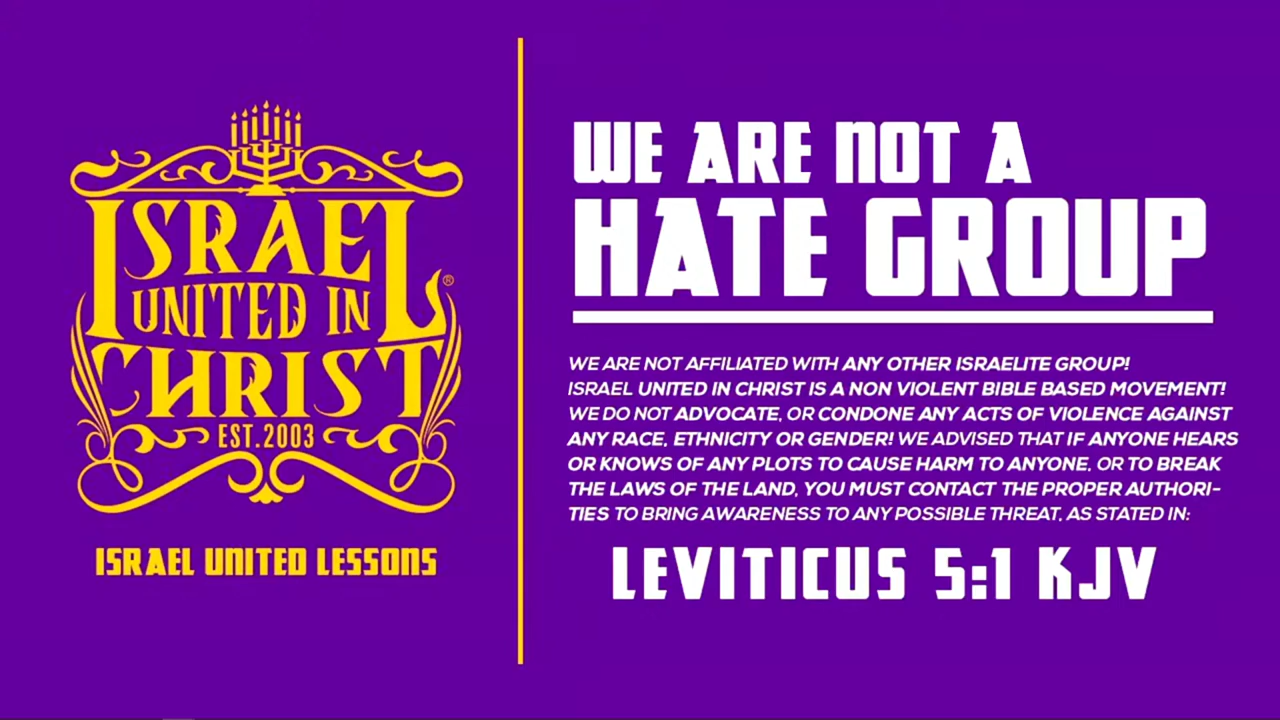 ISRAEL
UNITED IN
CHRIST
®
EST.2003
ISRAEL UNITED LESSONS
WE ARE NOT A
HATE GROUP
WE ARE NOT AFFILIATED WITH ANY OTHER ISRAELITE GROUP!
ISRAEL UNITED IN CHRIST IS A NON VIOLENT BIBLE BASED MOVEMENT!
WE DO NOT ADVOCATE, OR CONDONE ANY ACTS OF VIOLENCE AGAINST
ANY RACE, ETHNICITY OR GENDER! WE ADVISED THAT IF ANYONE HEARS
OR KNOWS OF ANY PLOTS TO CAUSE HARM TO ANYONE, OR TO BREAK
THE LAWS OF THE LAND, YOU MUST CONTACT THE PROPER AUTHORI-
TIES TO BRING AWARENESS TO ANY POSSIBLE THREAT, AS STATED IN:
LEVITICUS 5:1 KJV